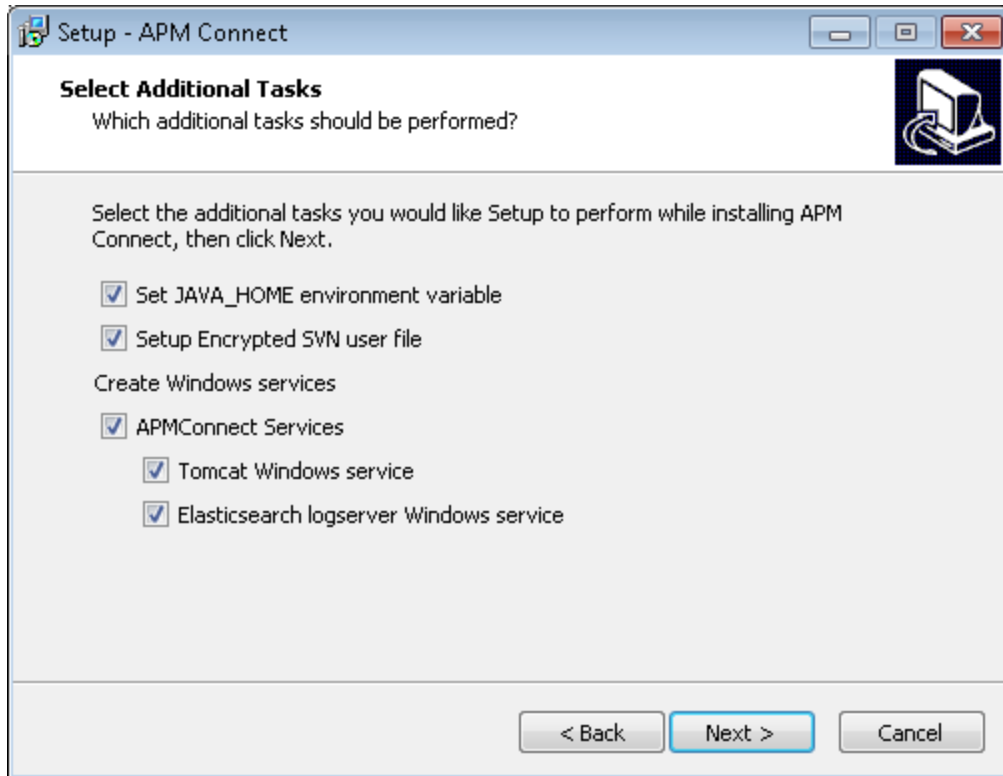 Setup - APM Connect
Select Additional Tasks
Which additional tasks should be performed?
Select the additional tasks you would like Setup to perform while installing APM
Connect, then click Next.
Set JAVA_HOME environment variable
Setup Encrypted SVN user file
Create Windows services
APMConnect Services
Tomcat Windows service
Elasticsearch logserver Windows service
< Back Next > Cancel